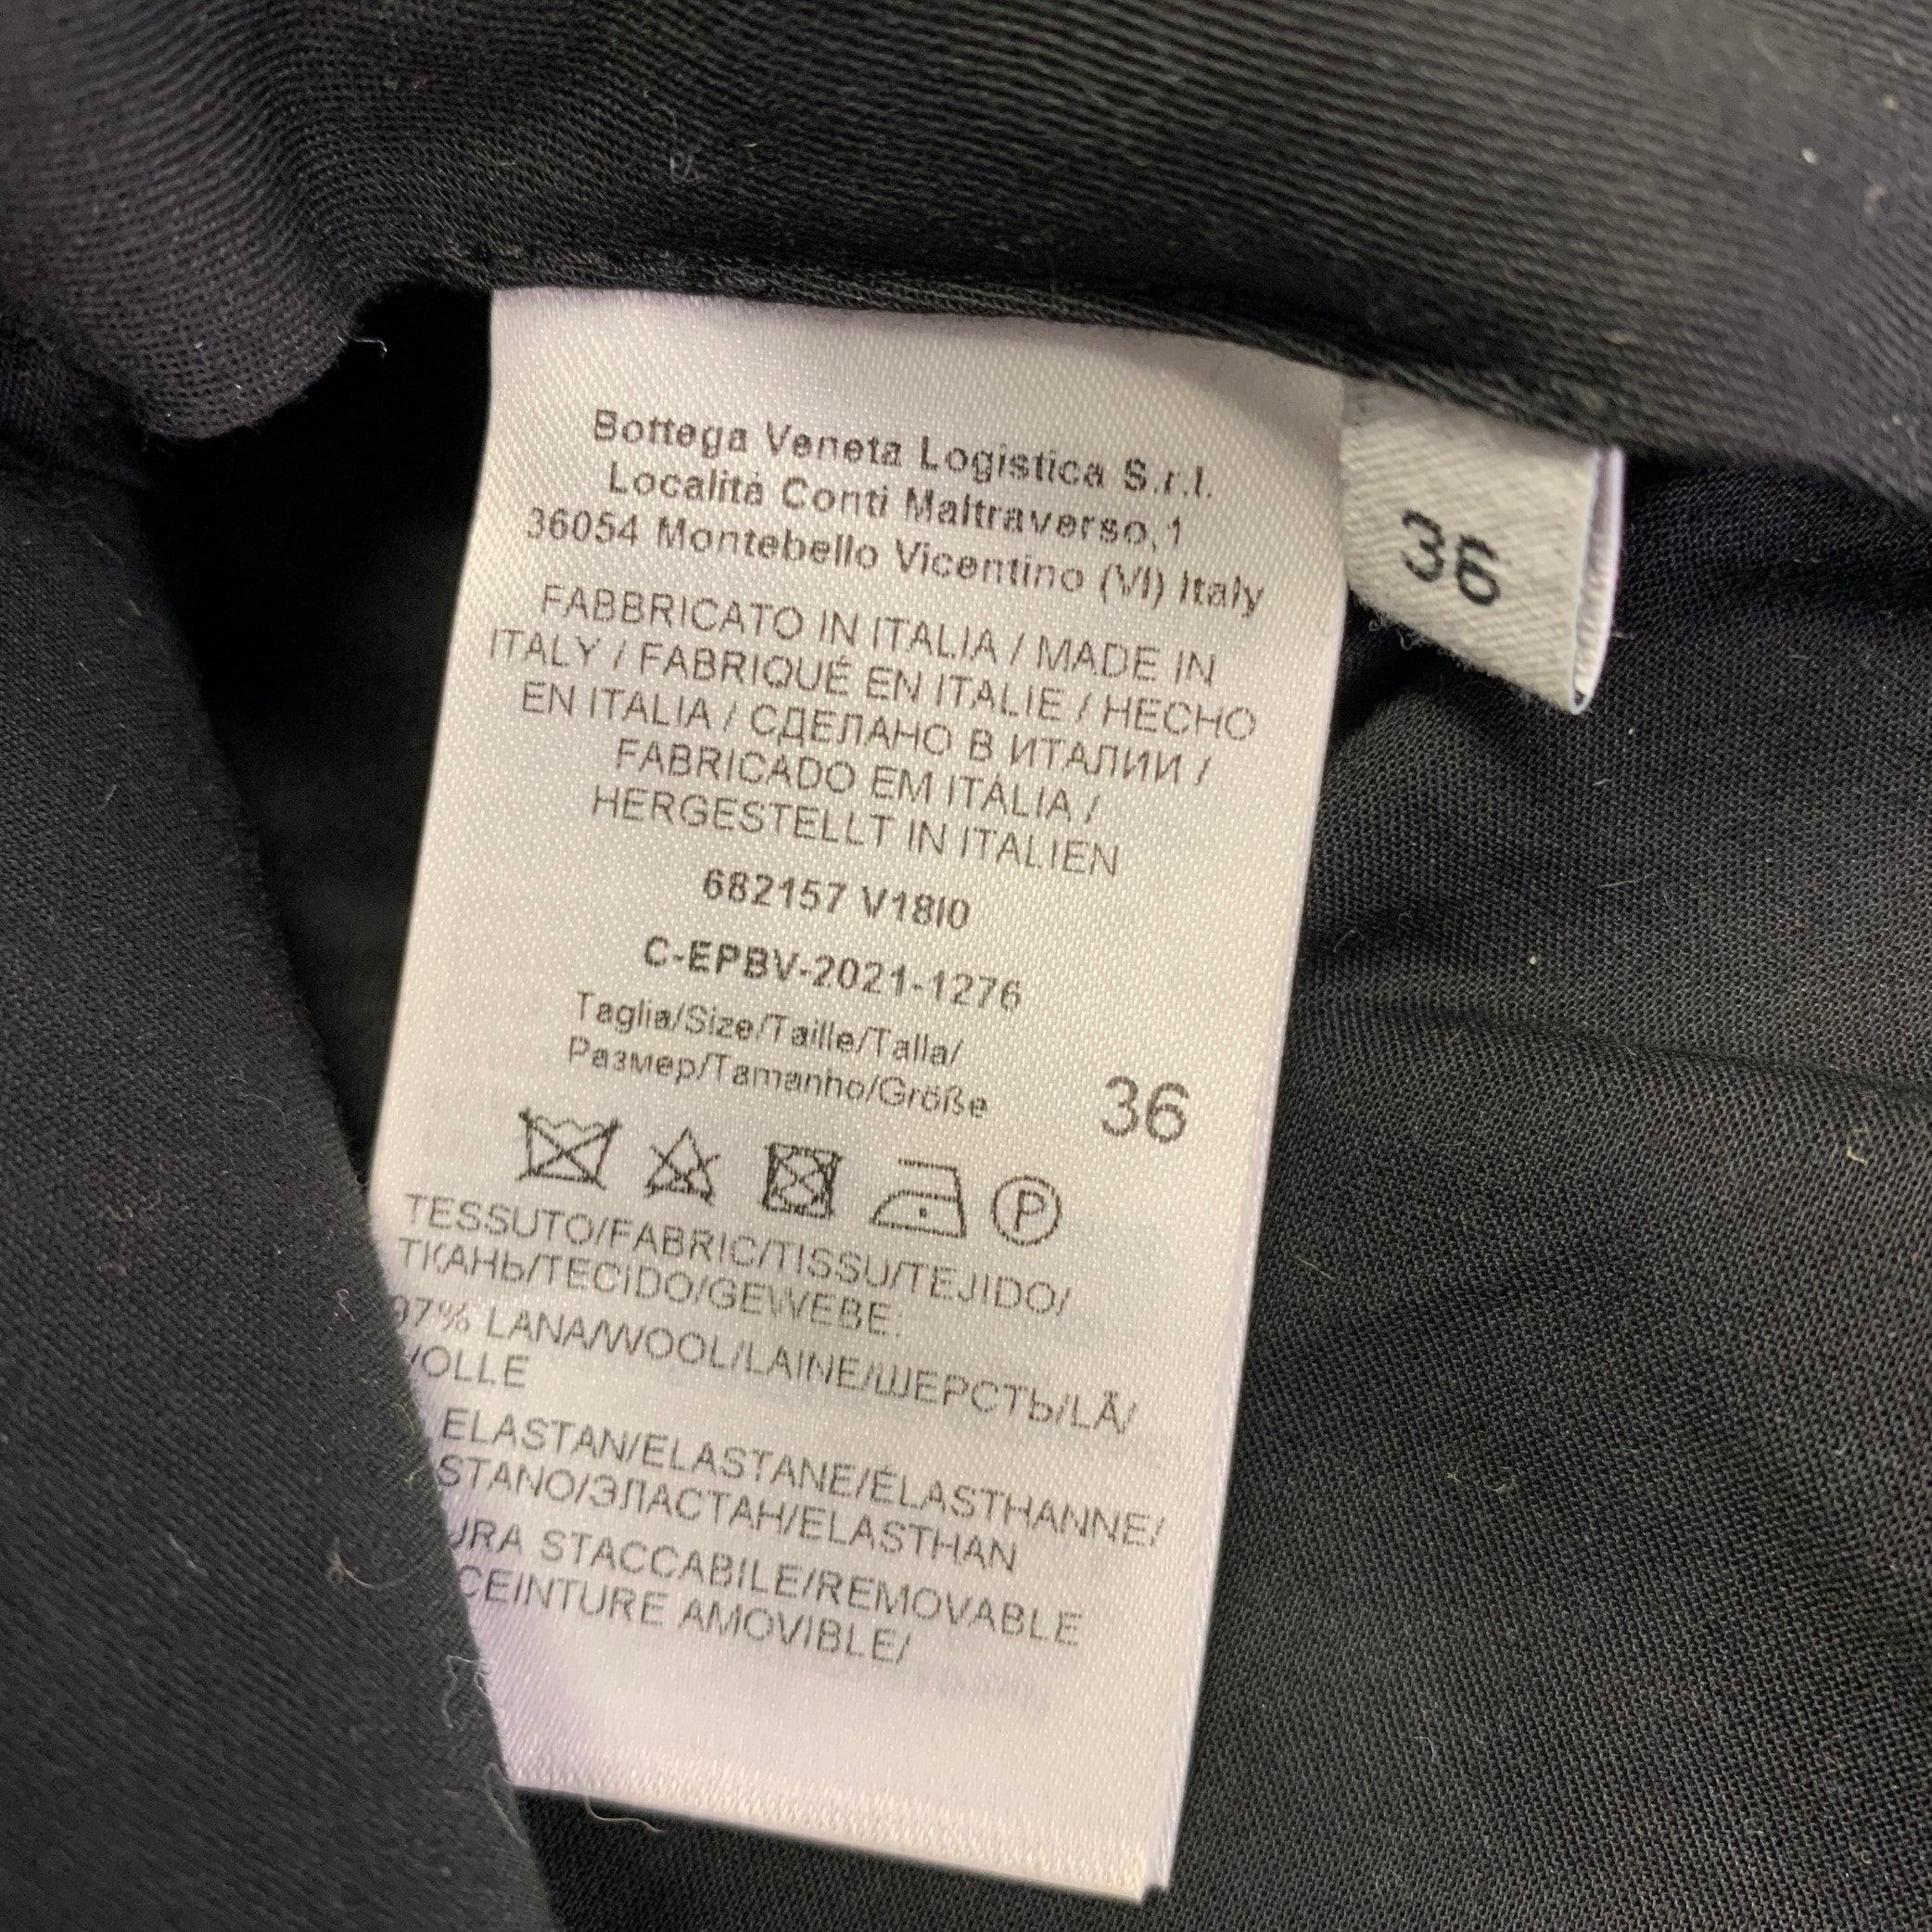 Bottega Veneta Logistica S.r.l.
Località Conti Maltraverso,1
36054 Montebello Vicentino (VI) Italy
FABBRICATO IN ITALIA / MADE IN
ITALY / FABRIQUÉ EN ITALIE / HECHO
EN ITALIA / СДЕЛАНО В ИТАЛИИ /
FABRICADO EM ITÁLIA /
HERGESTELLT IN ITALIEN
682157 V18I0
C-EPBV-2021-1276
Taglia/Size/Taille/Talla/
Размер/Tamanho/Größe
36
P
TESSUTO/FABRIC/TISSU/TEJIDO/
ТКАНЬ/TECIDO/GEWEBE:
97% LANA/WOOL/LAINE/ШЕРСТЬ/LÃ/
ELASTAN/ELASTANE/ÉLASTHANNE/
STANO/ЭЛАСТАН/ELASTHAN
URA STACCABILE/REMOVABLE
CEINTURE AMOVIBLE/
36